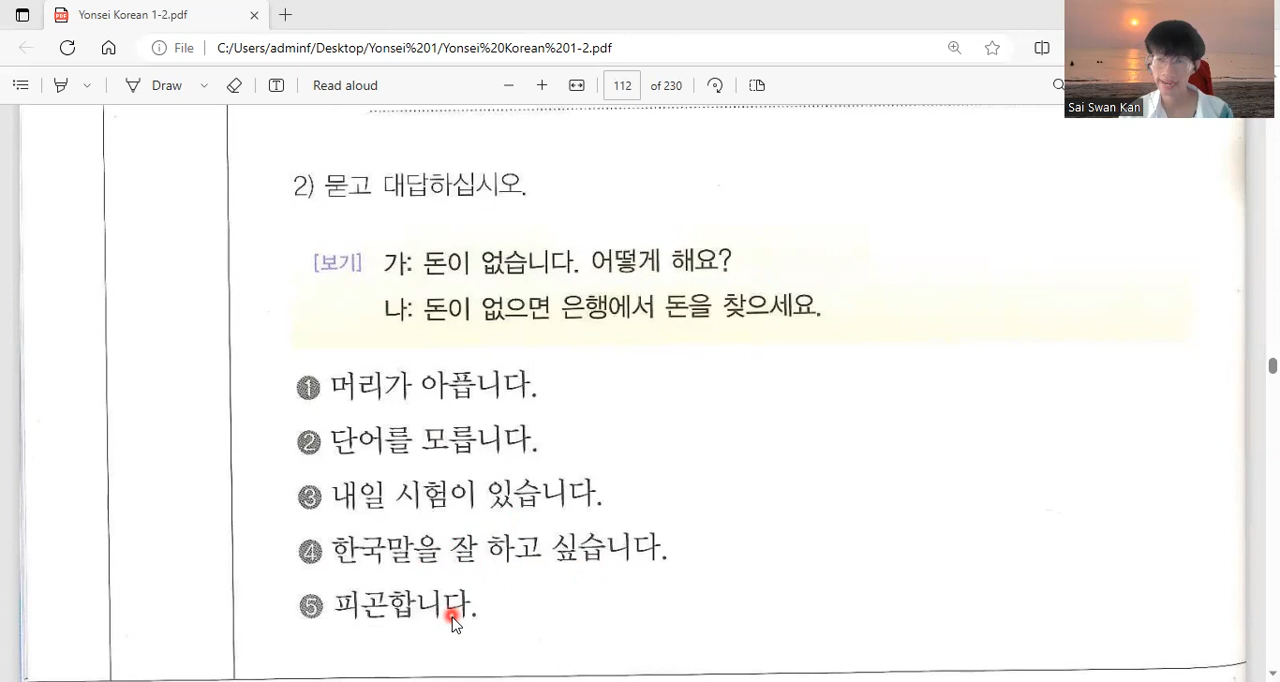 Yonsei Korean 1-2.pdf
File C:/Users/adminf/Desktop/Yonsei%201/Yonsei%20Korean%201-2.pdf
Draw Read aloud 112 of 230
Sai Swan Kan
2) 묻고 대답하십시오.
[보기] 가: 돈이 없습니다. 어떻게 해요?
나: 돈이 없으면 은행에서 돈을 찾으세요.
❶ 머리가 아픕니다.
❷ 단어를 모릅니다.
❸ 내일 시험이 있습니다.
❹ 한국말을 잘 하고 싶습니다.
❺ 피곤합니다.